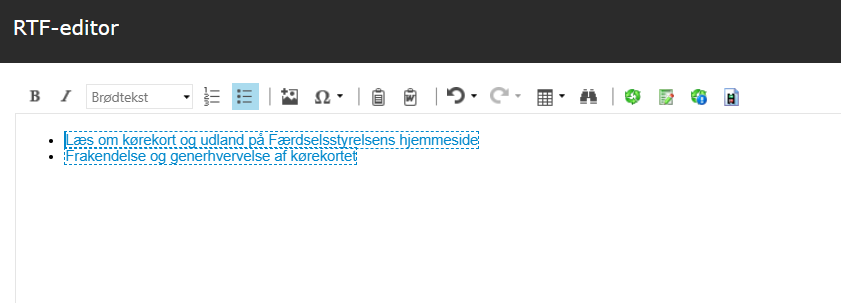 RTF-editor
B I Brødtekst Ω
Læs om kørekort og udland på Færdselsstyrelsens hjemmeside
Frakendelse og generhvervelse af kørekortet